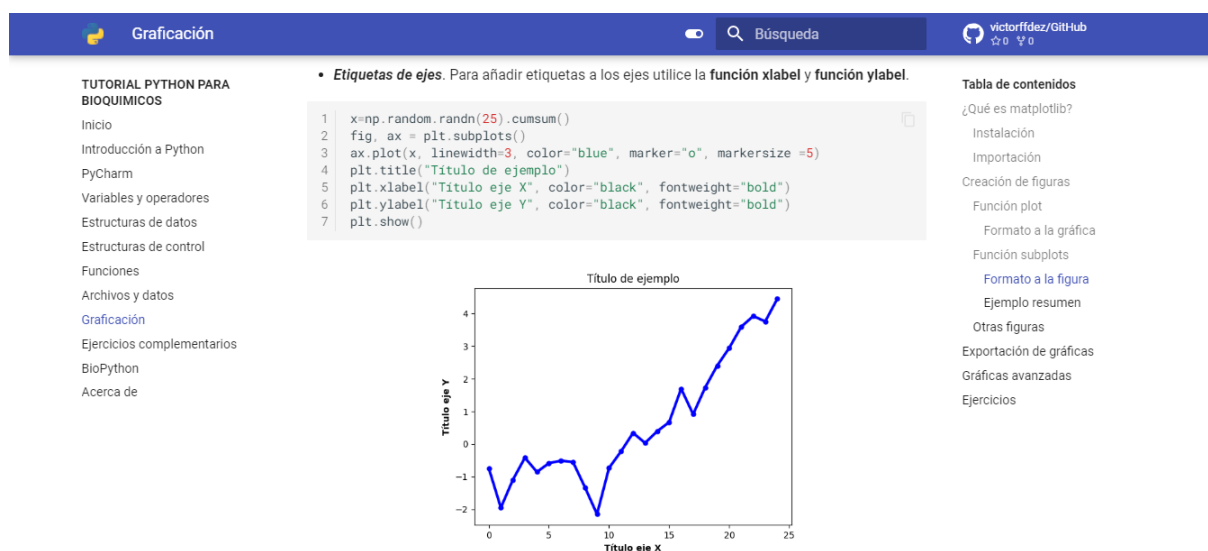 Graficación
Búsqueda
victorffdez/GitHub
0 0
TUTORIAL PYTHON PARA
BIOQUIMICOS
Inicio
Introducción a Python
PyCharm
Variables y operadores
Estructuras de datos
Estructuras de control
Funciones
Archivos y datos
Graficación
Ejercicios complementarios
BioPython
Acerca de
• Etiquetas de ejes. Para añadir etiquetas a los ejes utilice la función xlabel y función ylabel.
1 x=np.random.randn(25).cumsum()
2 fig, ax = plt.subplots()
3 ax.plot(x, linewidth=3, color="blue", marker="o", markersize =5)
4 plt.title("Título de ejemplo")
5 plt.xlabel("Título eje X", color="black", fontweight="bold")
6 plt.ylabel("Título eje Y", color="black", fontweight="bold")
7 plt.show()
Título de ejemplo
4
3
2
1
0
−1
−2
Título eje Y
0 5 10 15 20 25
Título eje X
Tabla de contenidos
¿Qué es matplotlib?
Instalación
Importación
Creación de figuras
Función plot
Formato a la gráfica
Función subplots
Formato a la figura
Ejemplo resumen
Otras figuras
Exportación de gráficas
Gráficas avanzadas
Ejercicios